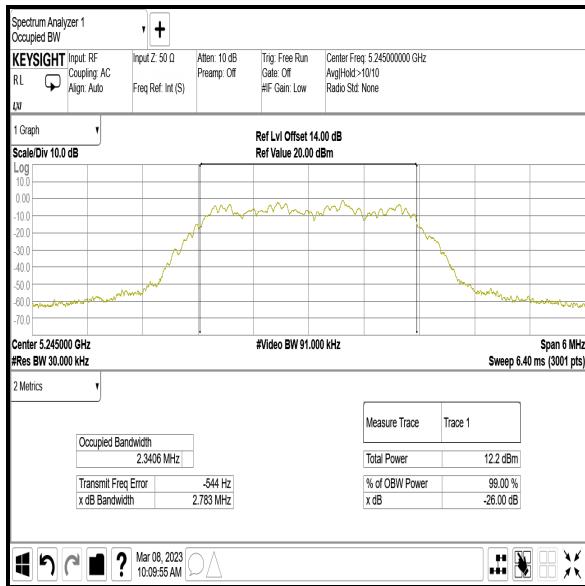 Spectrum Analyzer 1
Occupied BW
KEYSIGHT
RL
LXI
Input: RF
Coupling: AC
Align: Auto
Input Z: 50 Ω
Freq Ref: Int (S)
Atten: 10 dB
Preamp: Off
Trig: Free Run
Gate: Off
#IF Gain: Low
Center Freq: 5.245000000 GHz
Avg|Hold:>10/10
Radio Std: None
1 Graph
Scale/Div 10.0 dB
Ref Lvl Offset 14.00 dB
Ref Value 20.00 dBm
Log
10.0
0.00
-10.0
-20.0
-30.0
-40.0
-50.0
-60.0
-70.0
Center 5.245000 GHz
#Res BW 30.000 kHz
#Video BW 91.000 kHz
Span 6 MHz
Sweep 6.40 ms (3001 pts)
2 Metrics
Occupied Bandwidth
2.3406 MHz
Transmit Freq Error -544 Hz
x dB Bandwidth 2.783 MHz
Measure Trace Trace 1
Total Power 12.2 dBm
% of OBW Power 99.00 %
x dB -26.00 dB
?
Mar 08, 2023
10:09:55 AM